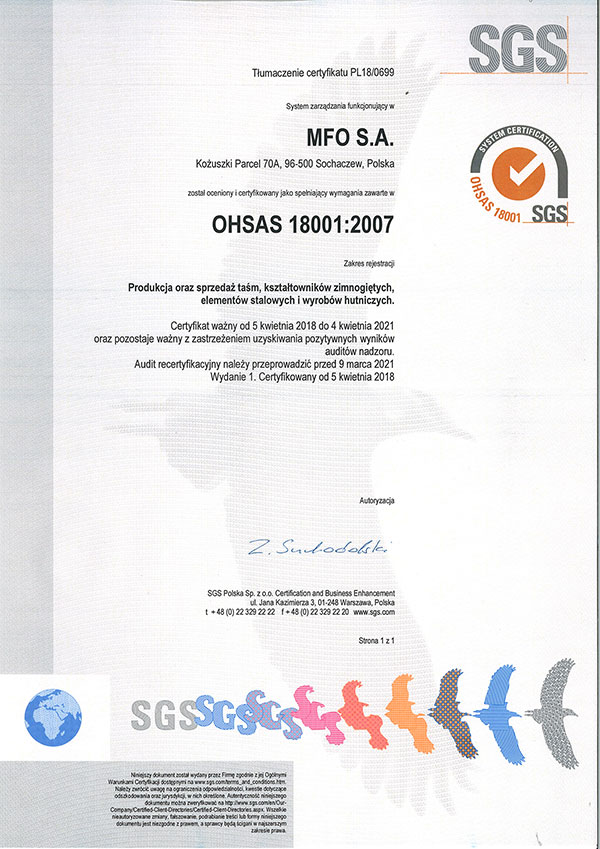 SGS
Tłumaczenie certyfikatu PL18/0699
System zarządzania funkcjonujący w
MFO S.A.
Kożuszki Parcel 70A, 96-500 Sochaczew, Polska
SYSTEM CERTIFICATION
OHSAS 18001
SGS
został oceniony i certyfikowany jako spełniający wymagania zawarte w
OHSAS 18001:2007
Zakres rejestracji
Produkcja oraz sprzedaż taśm, kształtowników zimnogiętych,
elementów stalowych i wyrobów hutniczych.
Certyfikat ważny od 5 kwietnia 2018 do 4 kwietnia 2021
oraz pozostaje ważny z zastrzeżeniem uzyskiwania pozytywnych wyników
auditów nadzoru.
Audit recertyfikacyjny należy przeprowadzić przed 9 marca 2021
Wydanie 1. Certyfikowany od 5 kwietnia 2018
Autoryzacja
Z. Suchodolski
SGS Polska Sp. z o.o. Certification and Business Enhancement
ul. Jana Kazimierza 3, 01-248 Warszawa, Polska
t +48 (0) 22 329 22 22 f +48 (0) 22 329 22 20 www.sgs.com
Strona 1 z 1
SGSSGSSGS
Niniejszy dokument został wydany przez Firmę zgodnie z jej Ogólnymi
Warunkami Certyfikacji dostępnymi na www.sgs.com/terms_and_conditions.htm.
Należy zwrócić uwagę na ograniczenia odpowiedzialności, kwestie dotyczące
odszkodowania oraz jurysdykcji, w nich określone. Autentyczność niniejszego
dokumentu można zweryfikować na http://www.sgs.com/en/Our-
Company/Certified-Client-Directories/Certified-Client-Directories.aspx. Wszelkie
nieautoryzowane zmiany, fałszowanie, podrabianie treści lub formy niniejszego
dokumentu jest niezgodne z prawem, a sprawcy będą ścigani w najszerszym
zakresie prawa.